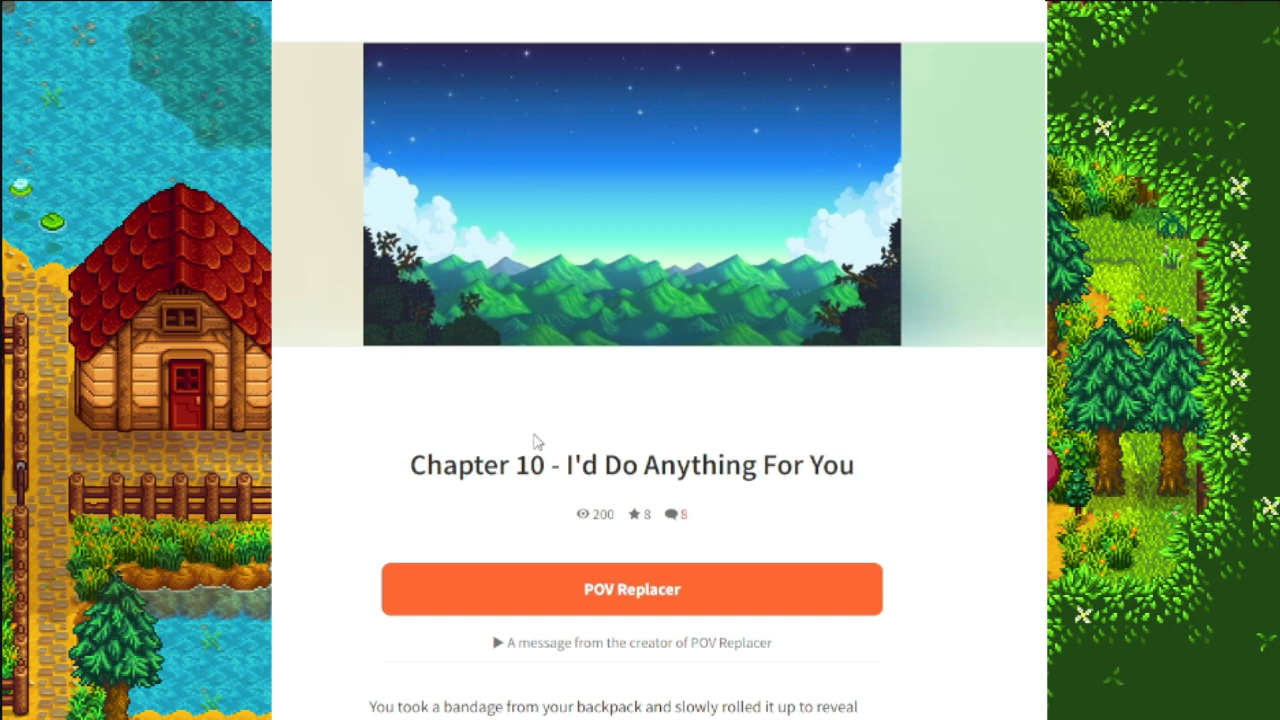 Chapter 10 - I'd Do Anything For You
200 8 8
POV Replacer
▶ A message from the creator of POV Replacer
You took a bandage from your backpack and slowly rolled it up to reveal